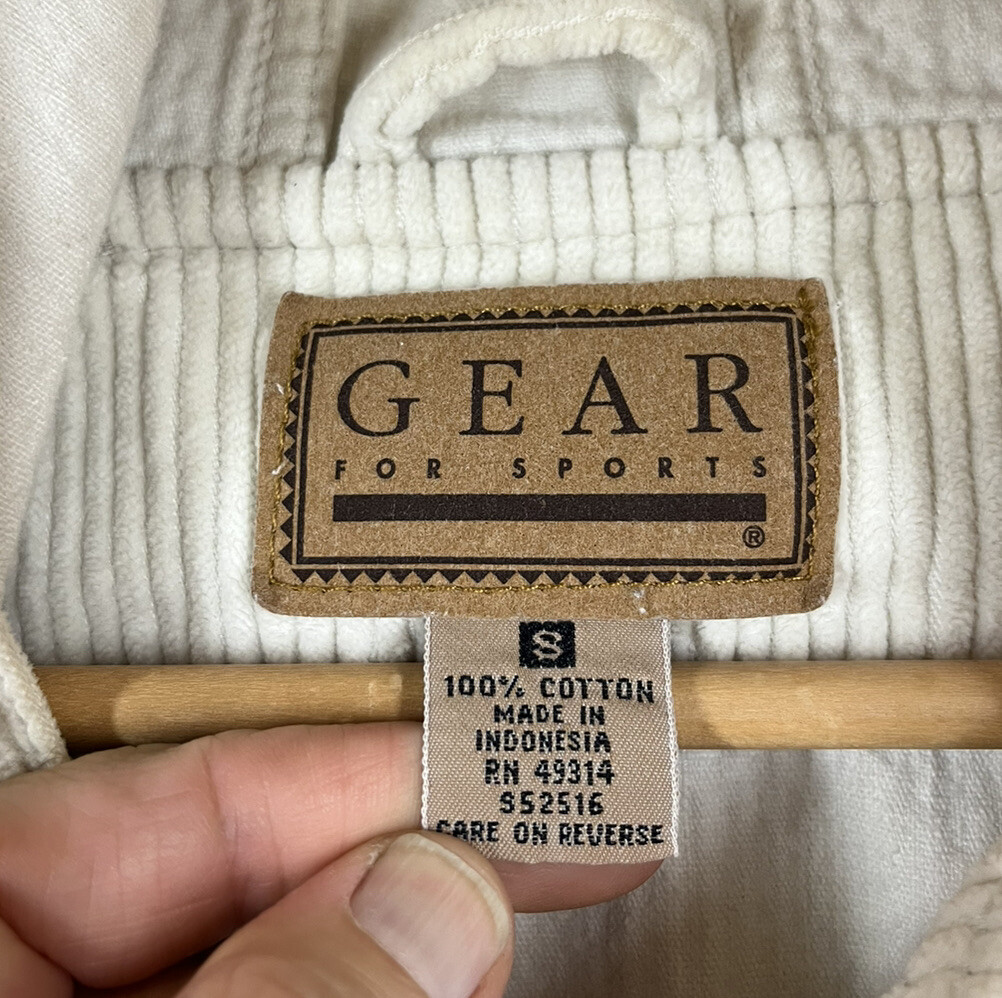 GEAR
FOR SPORTS
®
S
100% COTTON
MADE IN
INDONESIA
RN 49314
S52516
CARE ON REVERSE